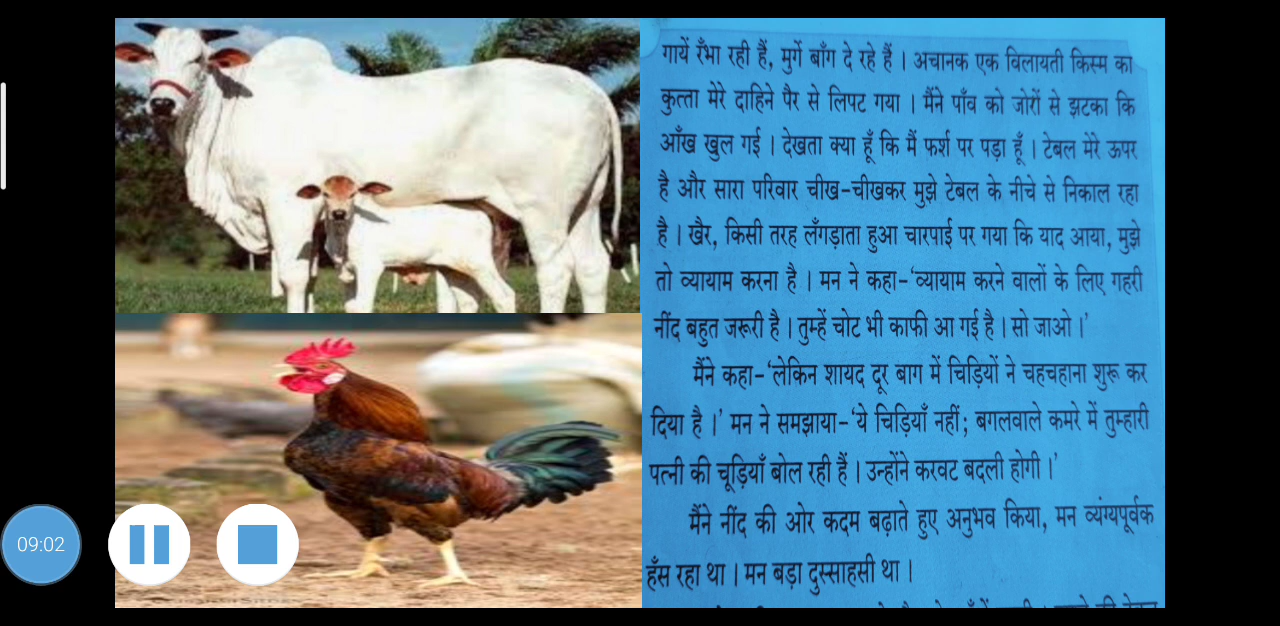 गायें रँभा रही हैं, मुर्गे बाँग दे रहे हैं । अचानक एक विलायती किस्म का
कुत्ता मेरे दाहिने पैर से लिपट गया । मैंने पाँव को जोरों से झटका कि
आँख खुल गई । देखता क्या हूँ कि मैं फर्श पर पड़ा हूँ । टेबल मेरे ऊपर
है और सारा परिवार चीख-चीखकर मुझे टेबल के नीचे से निकाल रहा
है । खैर, किसी तरह लँगड़ाता हुआ चारपाई पर गया कि याद आया, मुझे
तो व्यायाम करना है । मन ने कहा-‘व्यायाम करने वालों के लिए गहरी
नींद बहुत जरूरी है । तुम्हें चोट भी काफी आ गई है । सो जाओ ।’
मैंने कहा-‘लेकिन शायद दूर बाग में चिड़ियों ने चहचहाना शुरू कर
दिया है ।’ मन ने समझाया-‘ये चिड़ियाँ नहीं; बगलवाले कमरे में तुम्हारी
पत्नी की चूड़ियाँ बोल रही हैं । उन्होंने करवट बदली होगी ।’
मैंने नींद की ओर कदम बढ़ाते हुए अनुभव किया, मन व्यंग्यपूर्वक
हँस रहा था । मन बड़ा दुस्साहसी था ।
09:02